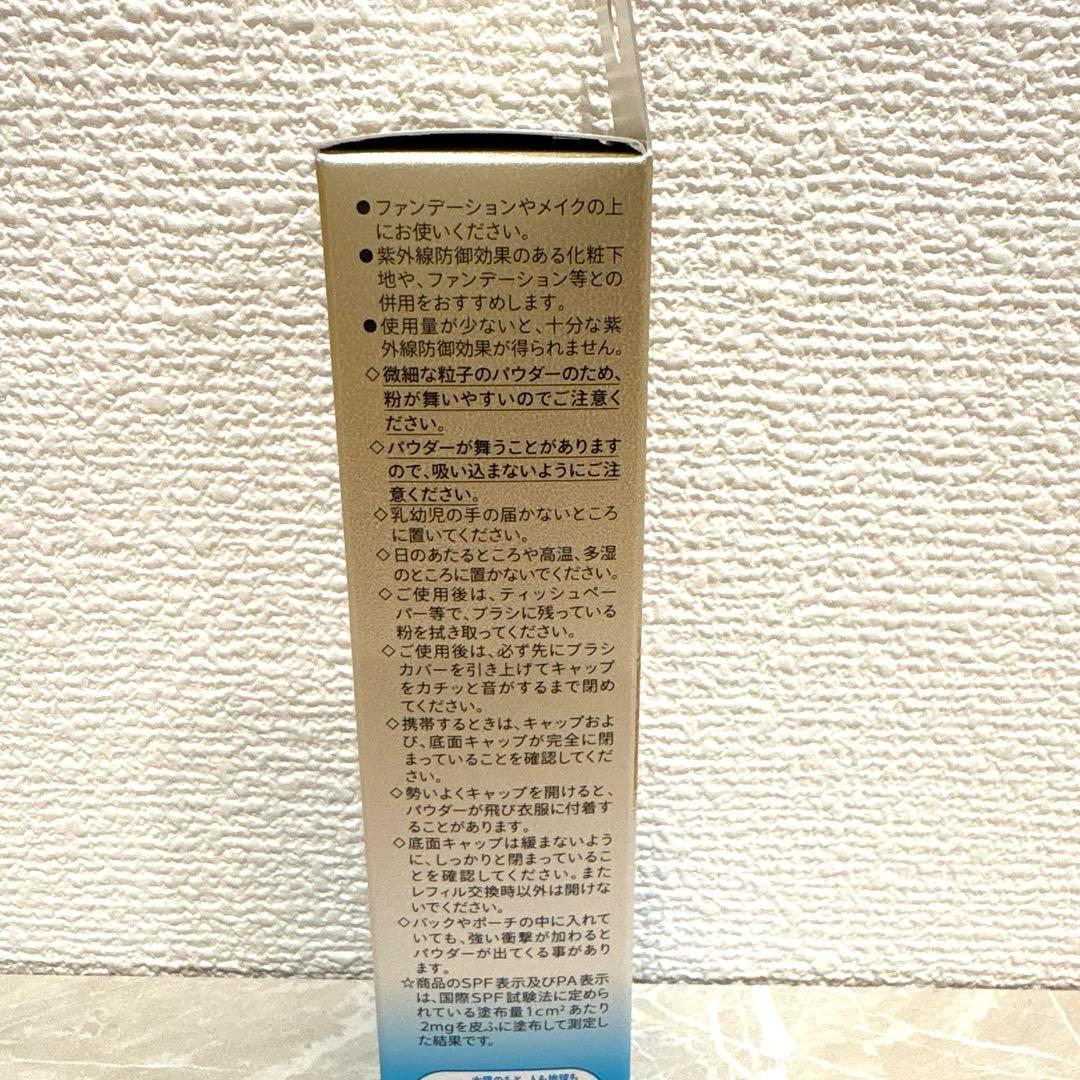 ●ファンデーションやメイクの上
にお使いください。
●紫外線防御効果のある化粧下
地や、ファンデーション等との
併用をおすすめします。
●使用量が少ないと、十分な紫
外線防御効果が得られません。
◇微細な粒子のパウダーのため、
粉が舞いやすいのでご注意く
ださい。
◇パウダーが舞うことがあります
ので、吸い込まないようにご注
意ください。
◇乳幼児の手の届かないところ
に置いてください。
◇日のあたるところや高温、多湿
のところに置かないでください。
◇ご使用後は、ティッシュペー
パー等で、ブラシに残っている
粉を拭き取ってください。
◇ご使用後は、必ず先にブラシ
カバーを引き上げてキャップ
をカチッと音がするまで閉め
てください。
◇携帯するときは、キャップおよ
び、底面キャップが完全に閉
まっていることを確認してくだ
さい。
◇勢いよくキャップを開けると、
パウダーが飛び衣服に付着す
ることがあります。
◇底面キャップは緩まないよう
に、しっかりと閉まっているこ
とを確認してください。また
レフィル交換時以外は開けな
いでください。
◇バックやポーチの中に入れて
いても、強い衝撃が加わると
パウダーが出てくる事があり
ます。
☆商品のSPF表示及びPA表示
は、国際SPF試験法に定めら
れている塗布量1cm²あたり
2mgを皮ふに塗布して測定し
た結果です。